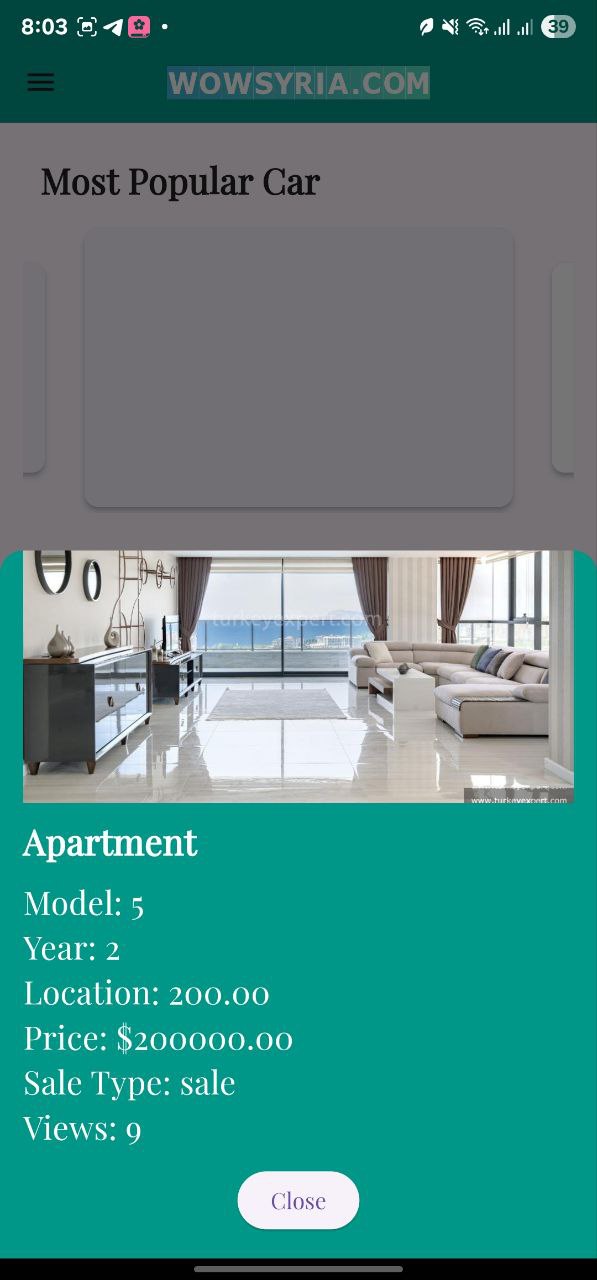 8:03
39
WOWSYRIA.COM
Most Popular Car
turkeyexpert.com
www.turkeyexpert.com
Apartment
Model: 5
Year: 2
Location: 200.00
Price: $200000.00
Sale Type: sale
Views: 9
Close